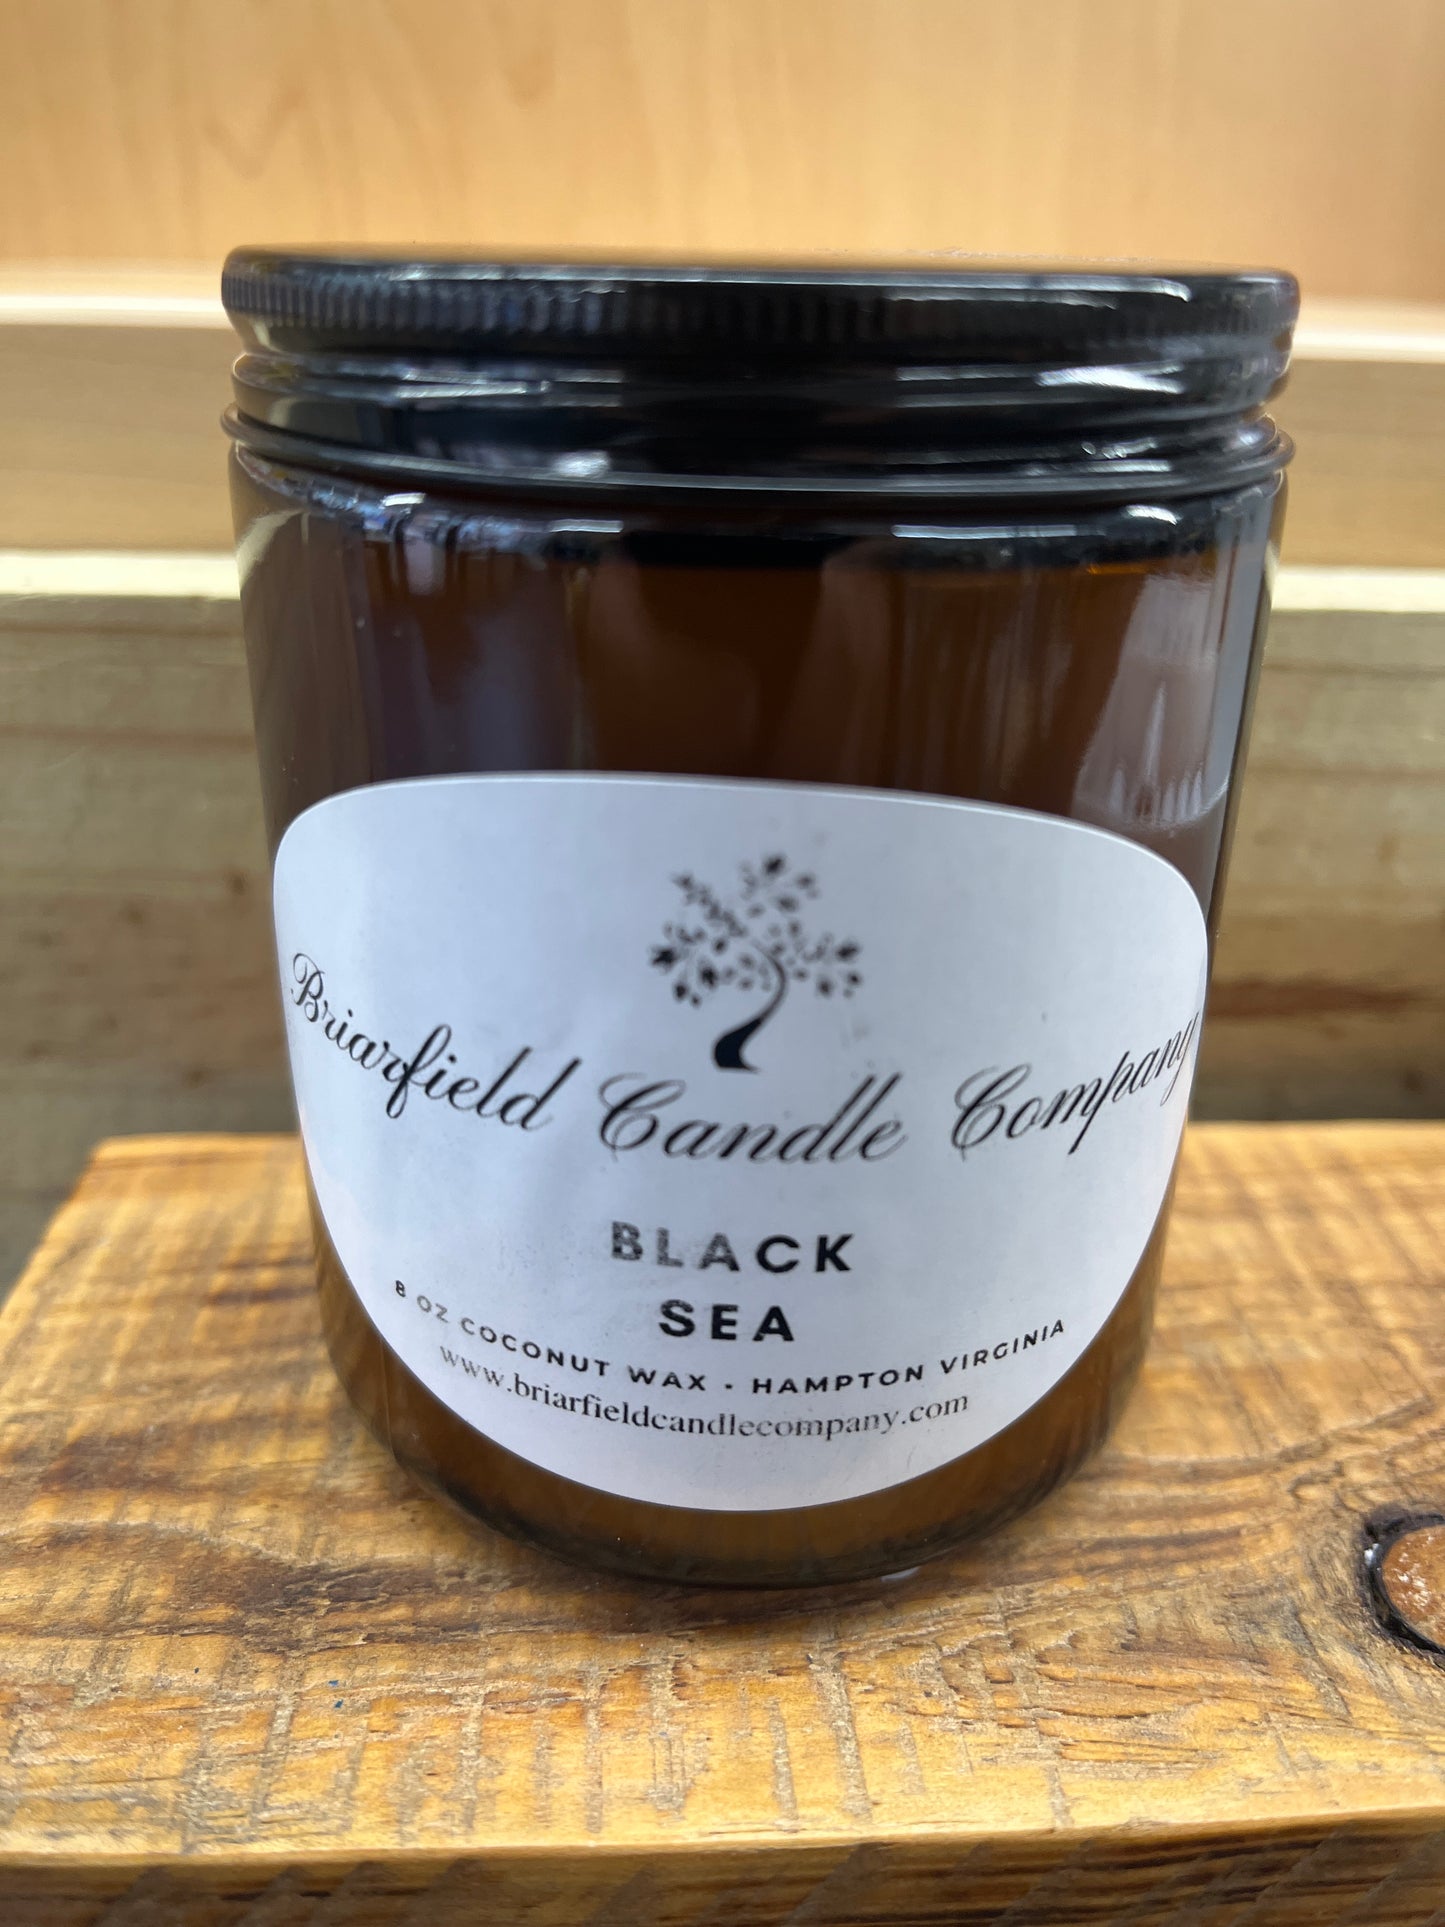 Briarfield Candle Company
BLACK
SEA
8 OZ COCONUT WAX • HAMPTON VIRGINIA
www.briarfieldcandlecompany.com